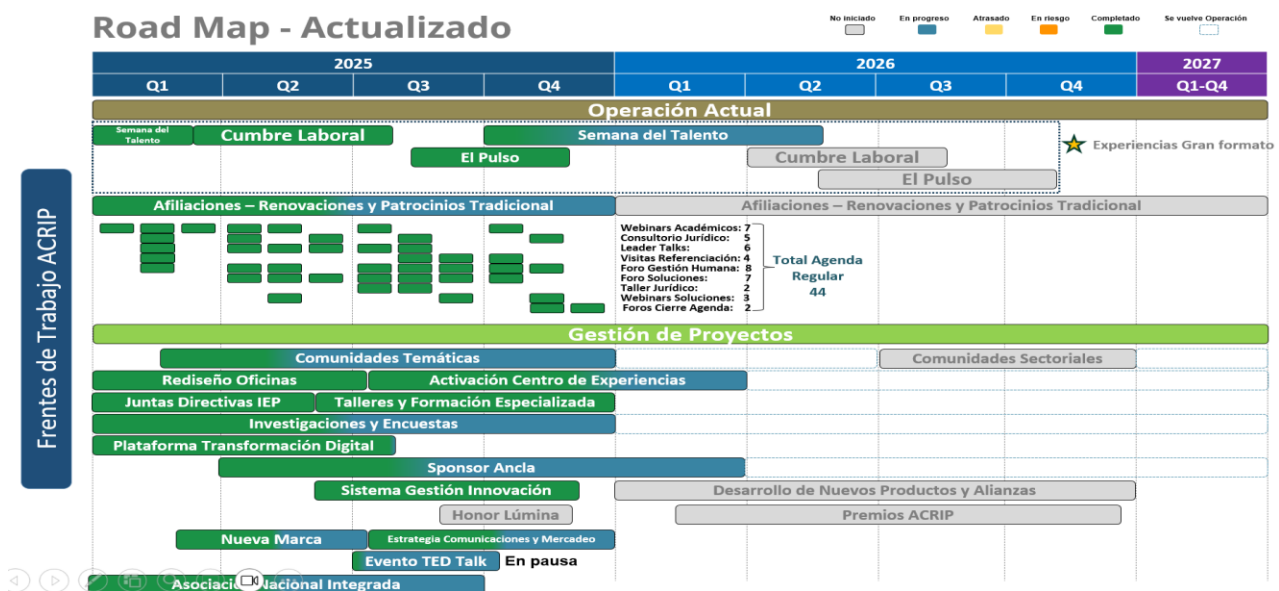 Road Map - Actualizado
No iniciado
En progreso
Atrasado
En riesgo
Completado
Se vuelve Operación
2025
2026
2027
Q1
Q2
Q3
Q4
Q1
Q2
Q3
Q4
Q1-Q4
Frentes de Trabajo ACRIP
Operación Actual
Semana del
Talento
Cumbre Laboral
Semana del Talento
El Pulso
Cumbre Laboral
El Pulso
Experiencias Gran formato
Afiliaciones – Renovaciones y Patrocinios Tradicional
Afiliaciones – Renovaciones y Patrocinios Tradicional
Webinars Académicos: 7
Consultorio Jurídico: 5
Leader Talks: 6
Visitas Referenciación: 4
Foro Gestión Humana: 8
Foro Soluciones: 7
Taller Jurídico: 2
Webinars Soluciones: 3
Foros Cierre Agenda: 2
Total Agenda
Regular
44
Gestión de Proyectos
Comunidades Temáticas
Comunidades Sectoriales
Rediseño Oficinas
Activación Centro de Experiencias
Juntas Directivas IEP
Talleres y Formación Especializada
Investigaciones y Encuestas
Plataforma Transformación Digital
Sponsor Ancla
Sistema Gestión Innovación
Desarrollo de Nuevos Productos y Alianzas
Honor Lúmina
Premios ACRIP
Nueva Marca
Estrategia Comunicaciones y Mercadeo
Evento TED Talk
En pausa
Asociación Nacional Integrada